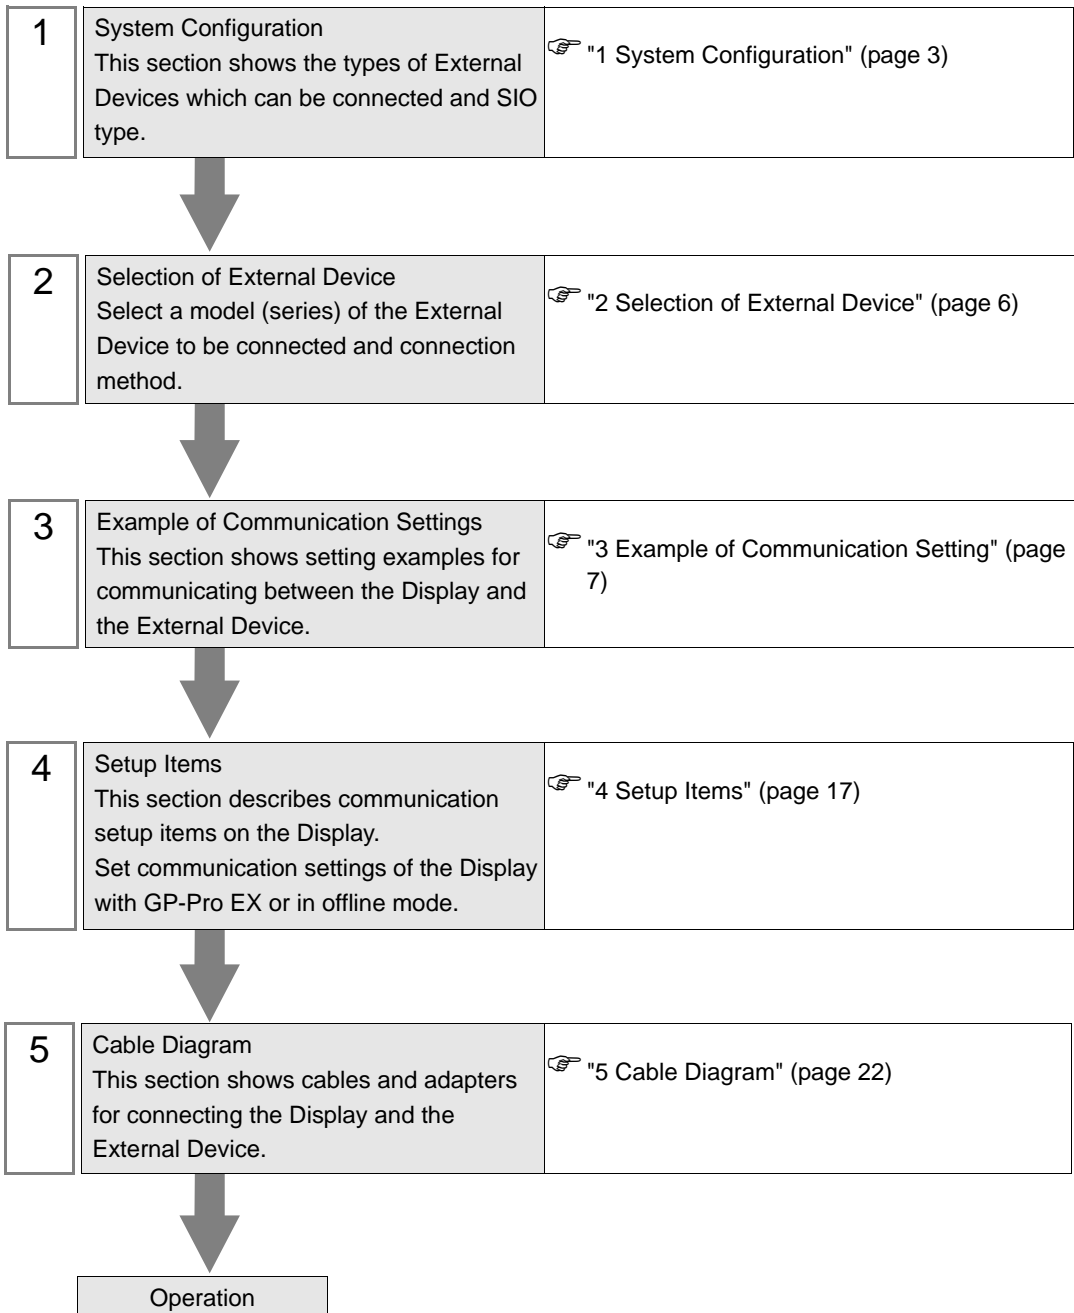 1
System Configuration
This section shows the types of External
Devices which can be connected and SIO
type.
"1 System Configuration" (page 3)
2
Selection of External Device
Select a model (series) of the External
Device to be connected and connection
method.
"2 Selection of External Device" (page 6)
3
Example of Communication Settings
This section shows setting examples for
communicating between the Display and
the External Device.
"3 Example of Communication Setting" (page
7)
4
Setup Items
This section describes communication
setup items on the Display.
Set communication settings of the Display
with GP-Pro EX or in offline mode.
"4 Setup Items" (page 17)
5
Cable Diagram
This section shows cables and adapters
for connecting the Display and the
External Device.
"5 Cable Diagram" (page 22)
Operation